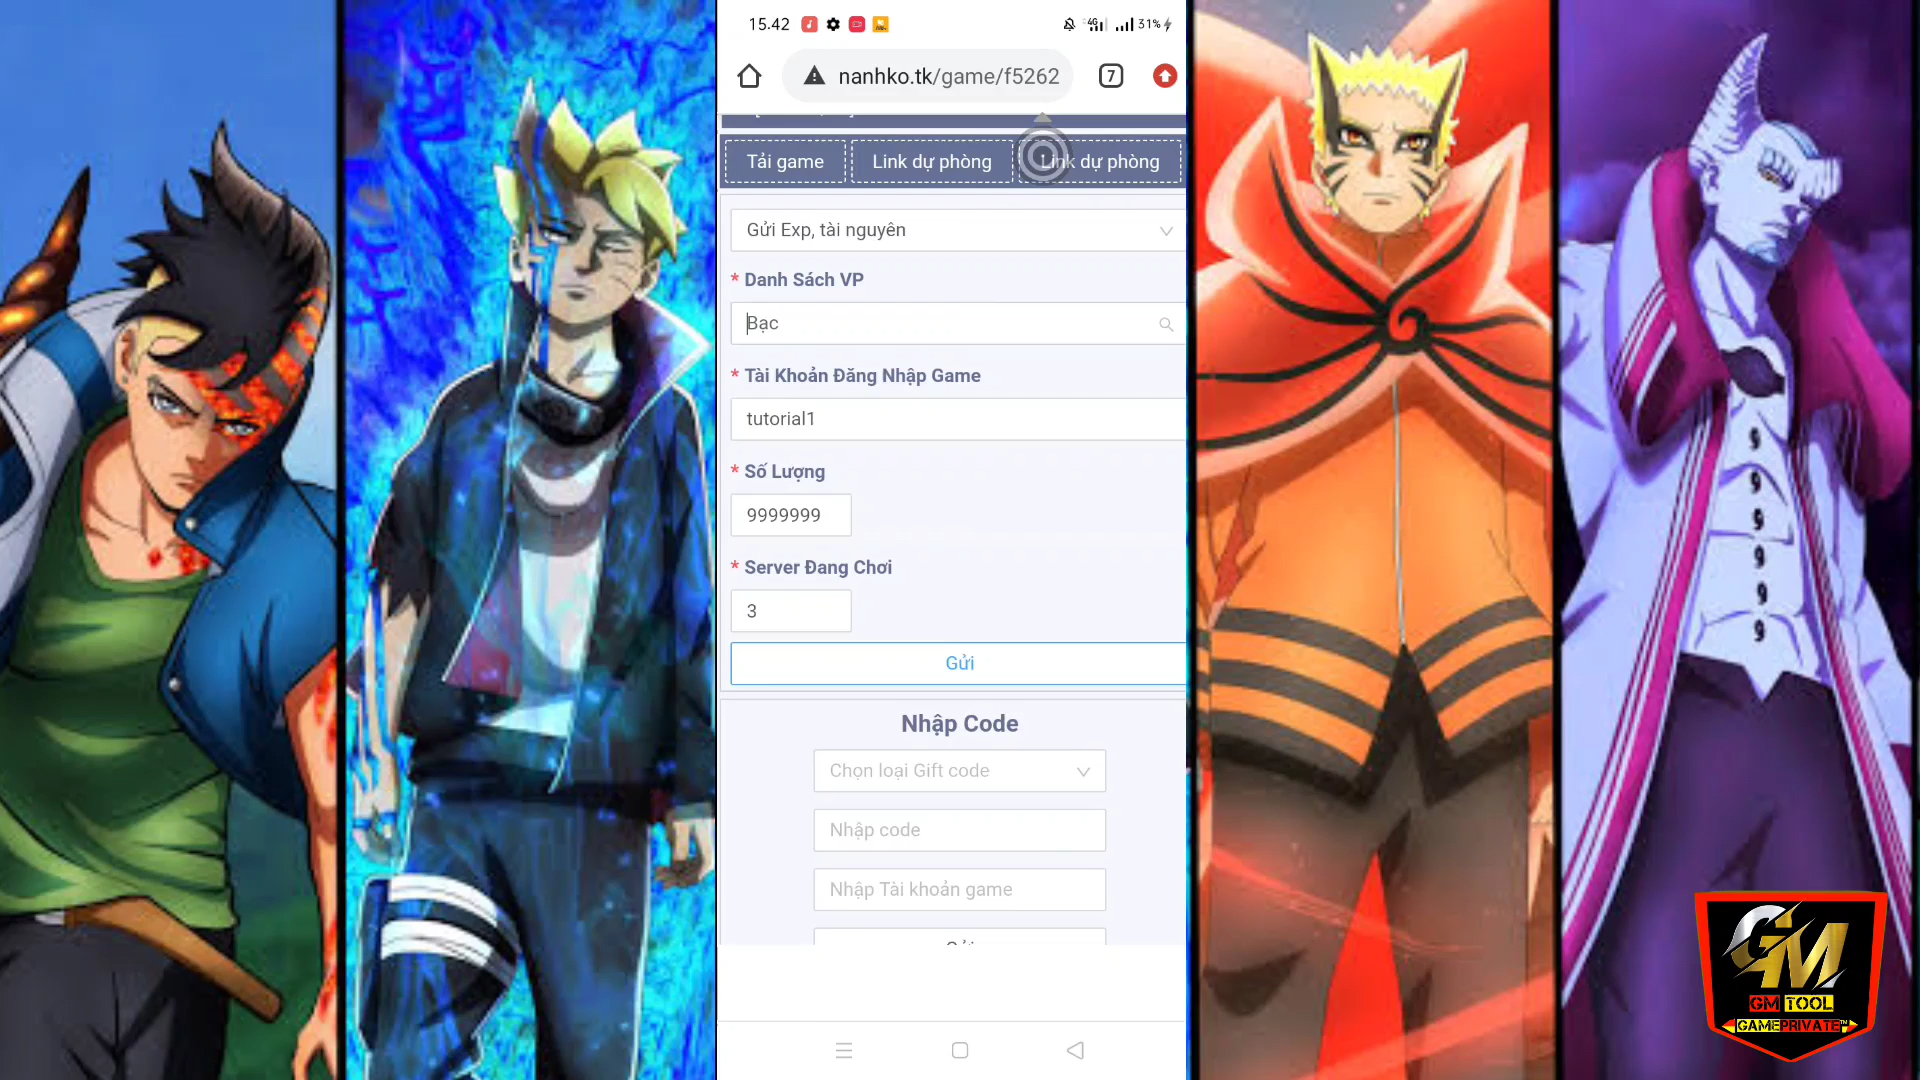 15.42
4G 31%
nanhko.tk/game/f5262
7
Tải game
Link dự phòng
Link dự phòng
Gửi Exp, tài nguyên
* Danh Sách VP
Bạc
* Tài Khoản Đăng Nhập Game
tutorial1
* Số Lượng
9999999
* Server Đang Chơi
3
Gửi
Nhập Code
Chọn loại Gift code
Nhập code
Nhập Tài khoản game
GM
GM TOOL
GAMEPRIVATE™